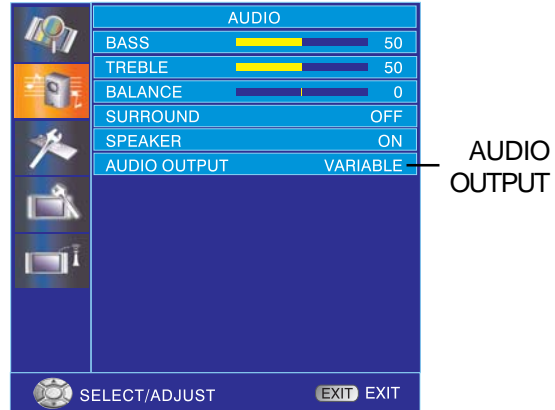 AUDIO
BASS 50
TREBLE 50
BALANCE 0
SURROUND OFF
SPEAKER ON
AUDIO OUTPUT VARIABLE
AUDIO
OUTPUT
SELECT/ADJUST EXIT EXIT